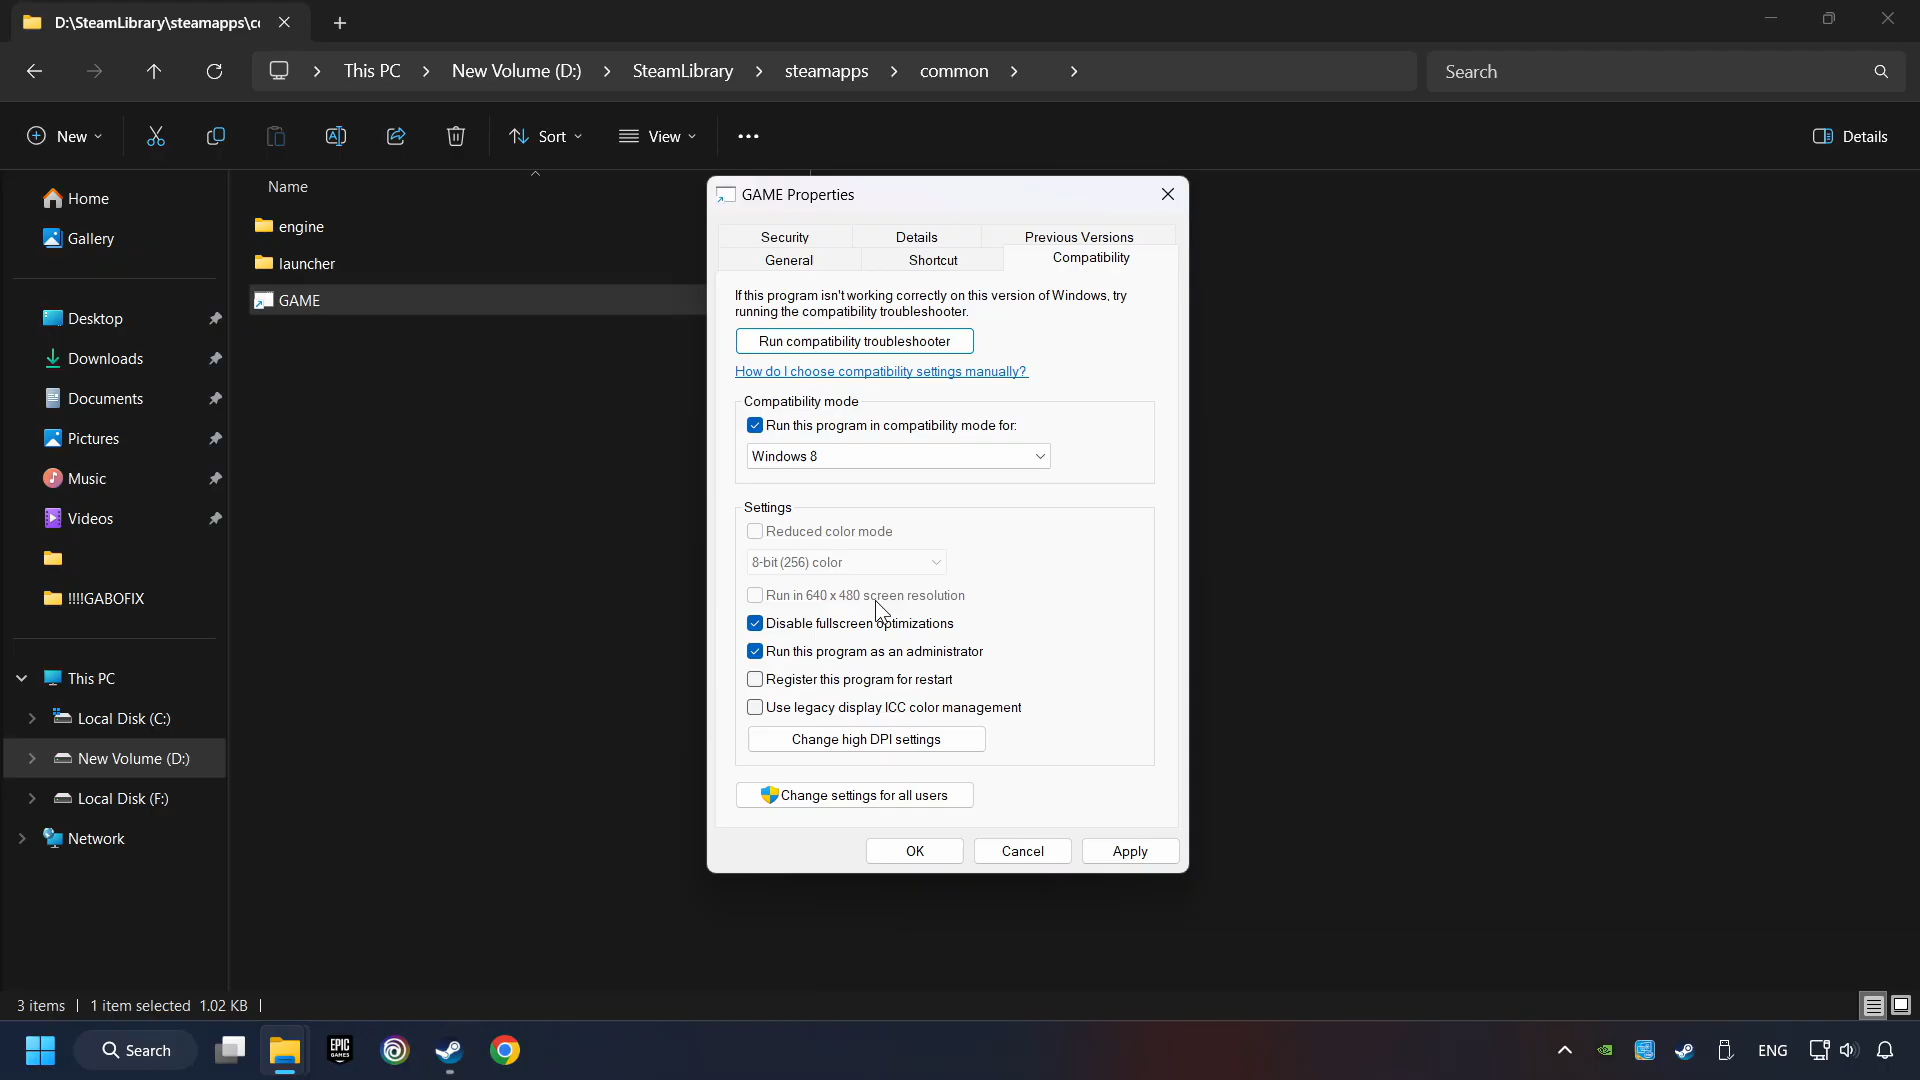 D:\SteamLibrary\steamapps\co
This PC
New Volume (D:)
SteamLibrary
steamapps
common
Search
New
Sort
View
Details
Home
Gallery
Desktop
Downloads
Documents
Pictures
Music
Videos
!!!!GABOFIX
This PC
Local Disk (C:)
New Volume (D:)
Local Disk (F:)
Network
Name
engine
launcher
GAME
GAME Properties
Security
Details
Previous Versions
General
Shortcut
Compatibility
If this program isn't working correctly on this version of Windows, try
running the compatibility troubleshooter.
Run compatibility troubleshooter
How do I choose compatibility settings manually?
Compatibility mode
Run this program in compatibility mode for:
Windows 8
Settings
Reduced color mode
8-bit (256) color
Run in 640 x 480 screen resolution
Disable fullscreen optimizations
Run this program as an administrator
Register this program for restart
Use legacy display ICC color management
Change high DPI settings
Change settings for all users
OK
Cancel
Apply
3 items
1 item selected 1.02 KB
Search
EPIC
GAMES
ENG